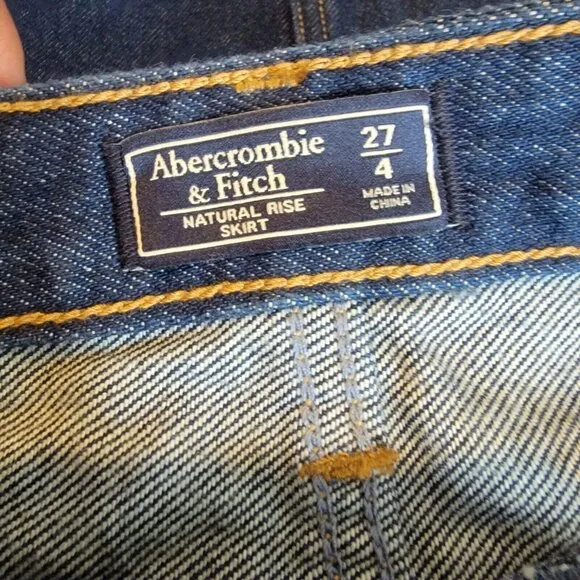 Abercrombie
& Fitch
NATURAL RISE
SKIRT
27
4
MADE IN
CHINA